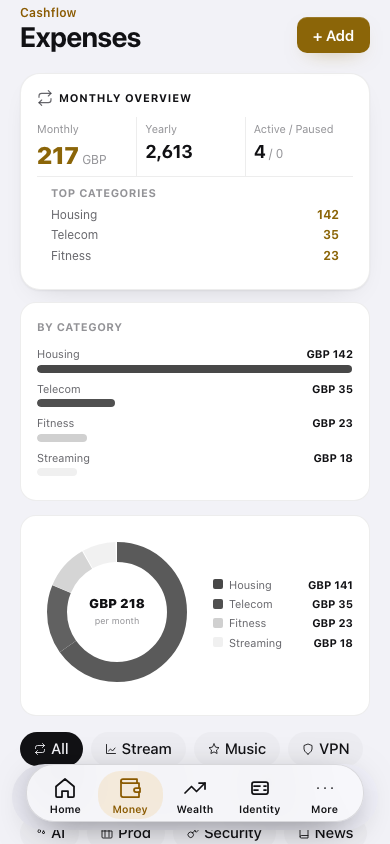 Cashflow
Expenses
+ Add
MONTHLY OVERVIEW
Monthly
217 GBP
Yearly
2,613
Active / Paused
4 / 0
TOP CATEGORIES
Housing 142
Telecom 35
Fitness 23
BY CATEGORY
Housing GBP 142
Telecom GBP 35
Fitness GBP 23
Streaming GBP 18
GBP 218
per month
Housing GBP 141
Telecom GBP 35
Fitness GBP 23
Streaming GBP 18
All Stream Music VPN
Home Money Wealth Identity More
AI Prod Security News